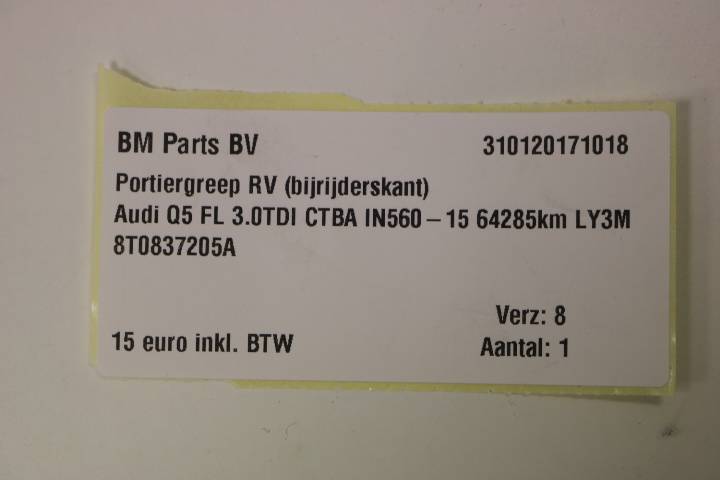 BM Parts BV 310120171018
Portiergreep RV (bijrijderskant)
Audi Q5 FL 3.0TDI CTBA IN560 – 15 64285km LY3M
8T0837205A
Verz: 8
15 euro inkl. BTW Aantal: 1